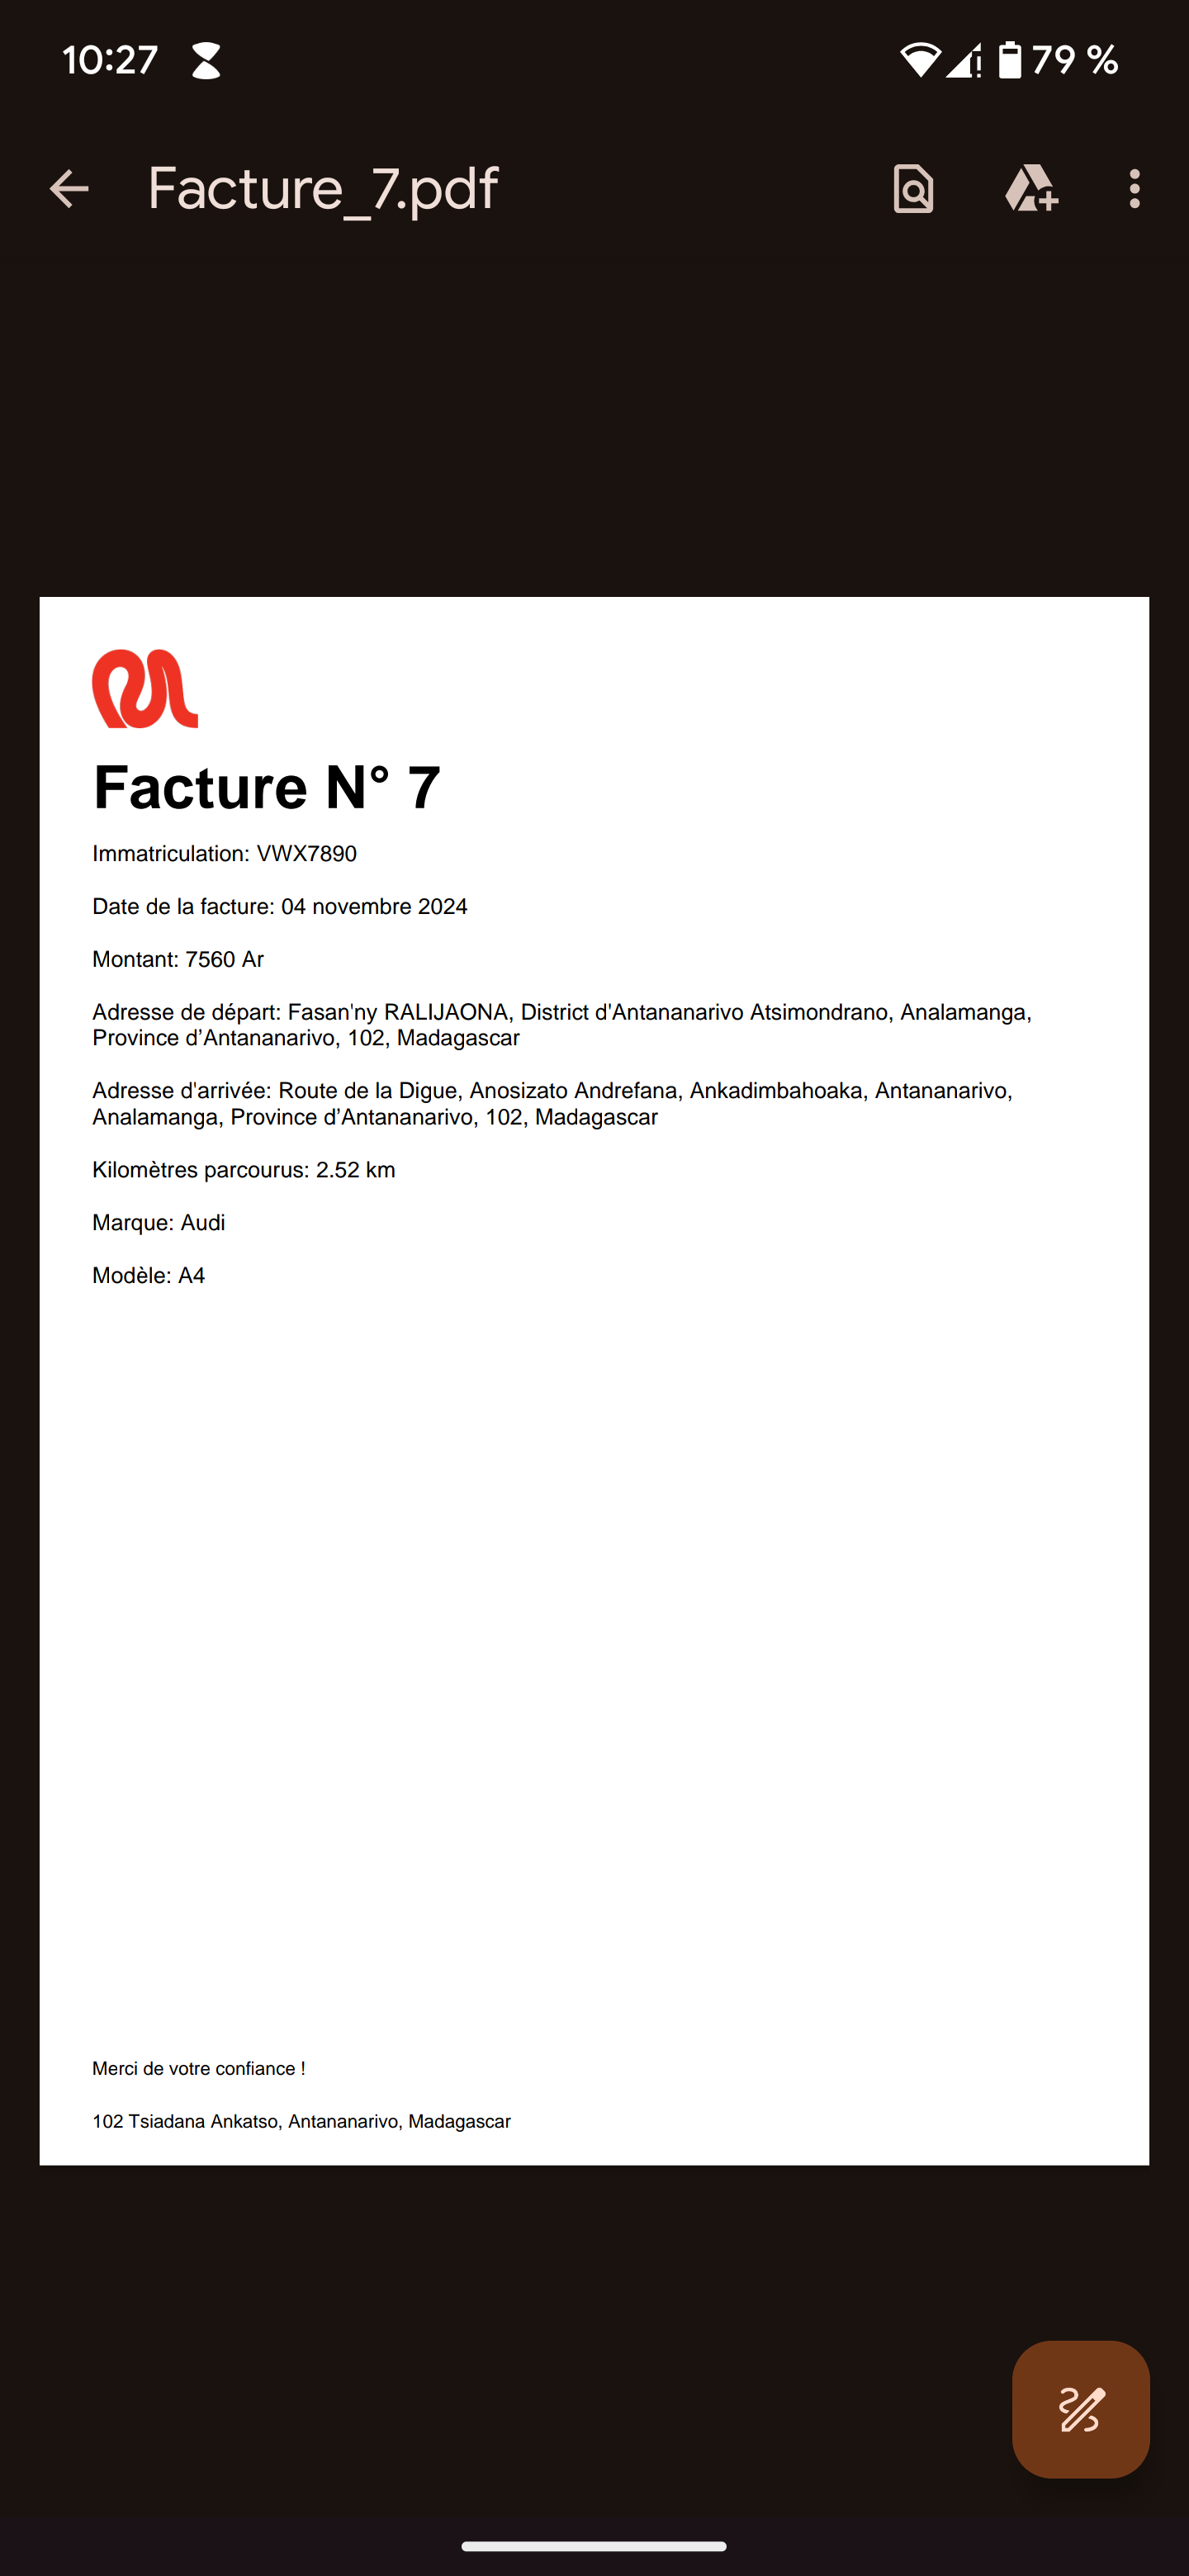 10:27 79 %
Facture_7.pdf
Facture N° 7
Immatriculation: VWX7890
Date de la facture: 04 novembre 2024
Montant: 7560 Ar
Adresse de départ: Fasan'ny RALIJAONA, District d'Antananarivo Atsimondrano, Analamanga,
Province d’Antananarivo, 102, Madagascar
Adresse d'arrivée: Route de la Digue, Anosizato Andrefana, Ankadimbahoaka, Antananarivo,
Analamanga, Province d’Antananarivo, 102, Madagascar
Kilomètres parcourus: 2.52 km
Marque: Audi
Modèle: A4
Merci de votre confiance !
102 Tsiadana Ankatso, Antananarivo, Madagascar